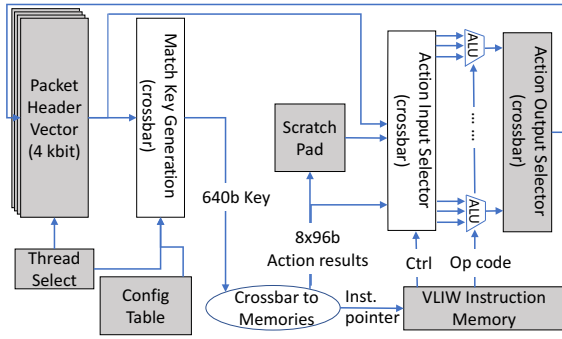 Packet
Header
Vector
(4 kbit)
Match Key Generation
(crossbar)
Scratch
Pad
Action Input Selector
(crossbar)
ALU
... ...
ALU
Action Output Selector
(crossbar)
640b Key
8x96b
Action results
Thread
Select
Config
Table
Crossbar to
Memories
Inst.
pointer
Ctrl
Op code
VLIW Instruction
Memory